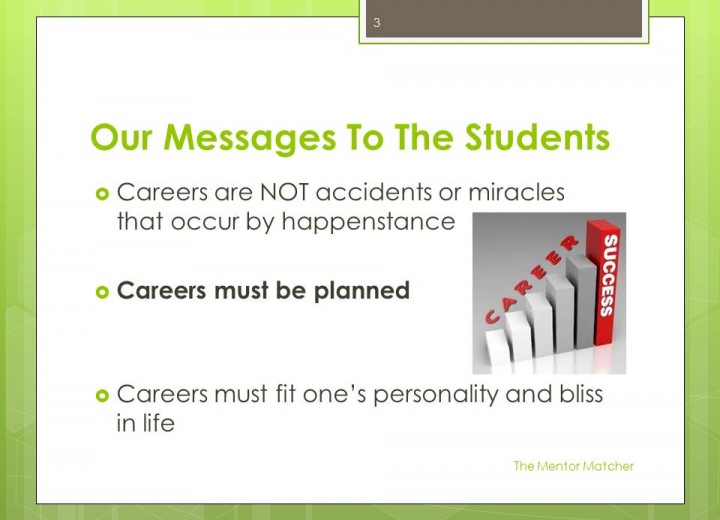 3
Our Messages To The Students
Careers are NOT accidents or miracles
that occur by happenstance
CAREER
SUCCESS
Careers must be planned
Careers must fit one’s personality and bliss
in life
The Mentor Matcher